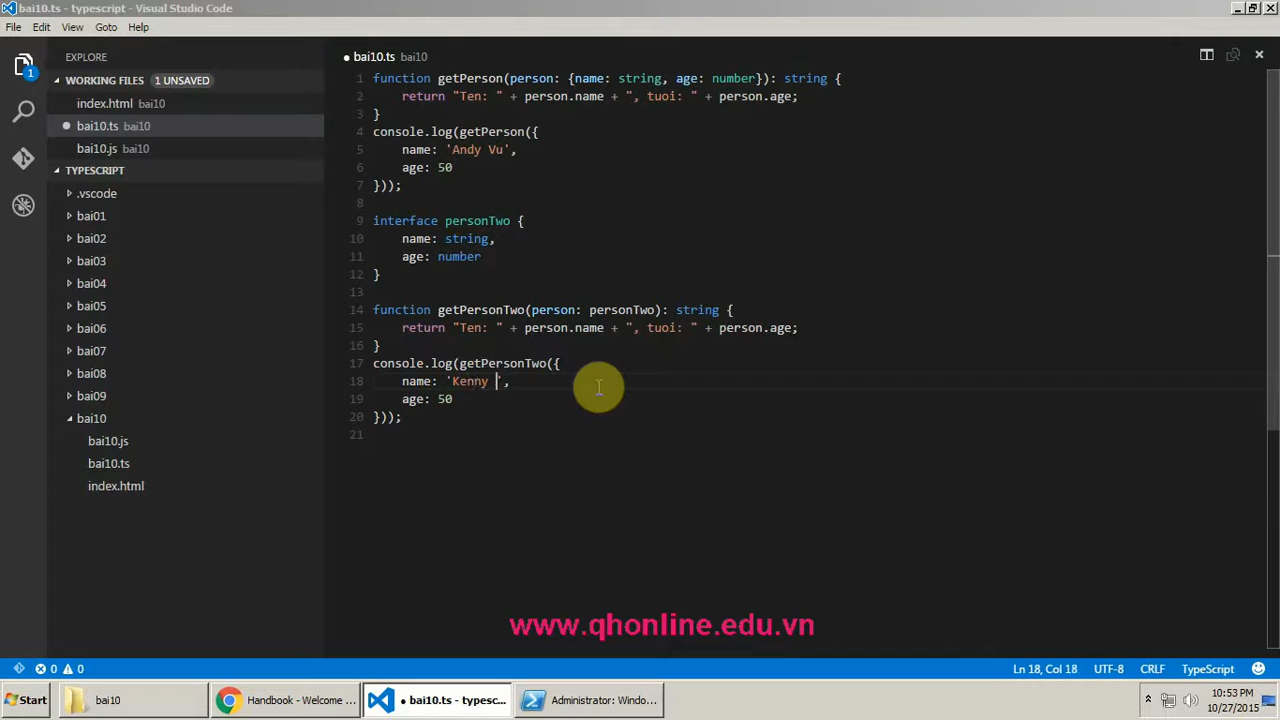 bai10.ts - typescript - Visual Studio Code
File Edit View Goto Help
EXPLORE
WORKING FILES 1 UNSAVED
index.html bai10
bai10.ts bai10
bai10.js bai10
TYPESCRIPT
.vscode
bai01
bai02
bai03
bai04
bai05
bai06
bai07
bai08
bai09
bai10
bai10.js
bai10.ts
index.html
1
bai10.ts bai10
1 function getPerson(person: {name: string, age: number}): string {
2 return "Ten: " + person.name + ", tuoi: " + person.age;
3 }
4 console.log(getPerson({
5 name: 'Andy Vu',
6 age: 50
7 }));
8
9 interface personTwo {
10 name: string,
11 age: number
12 }
13
14 function getPersonTwo(person: personTwo): string {
15 return "Ten: " + person.name + ", tuoi: " + person.age;
16 }
17 console.log(getPersonTwo({
18 name: 'Kenny ',
19 age: 50
20 }));
21
www.qhonline.edu.vn
0 0 Ln 18, Col 18 UTF-8 CRLF TypeScript
Start bai10 Handbook - Welcome ... bai10.ts - typesc... Administrator: Windo... 10:53 PM
10/27/2015